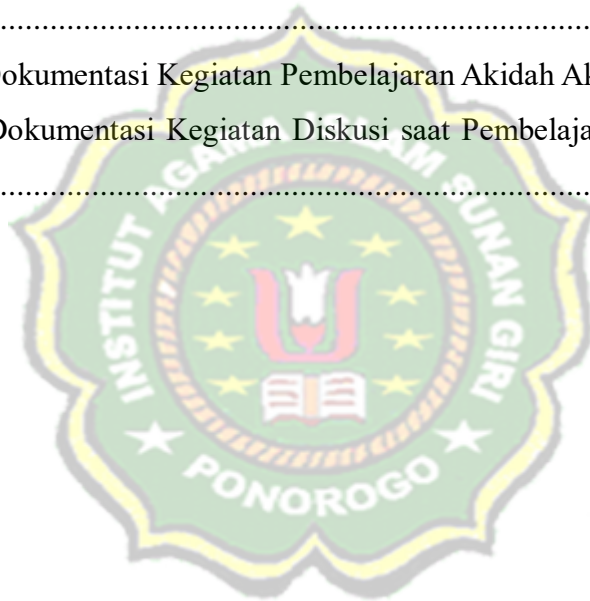 ..............................................................................
Dokumentasi Kegiatan Pembelajaran Akidah Ak
Dokumentasi Kegiatan Diskusi saat Pembelaja
..............................................................................
INSTITUT AGAMA ISLAM SUNAN GIRI
PONOROGO